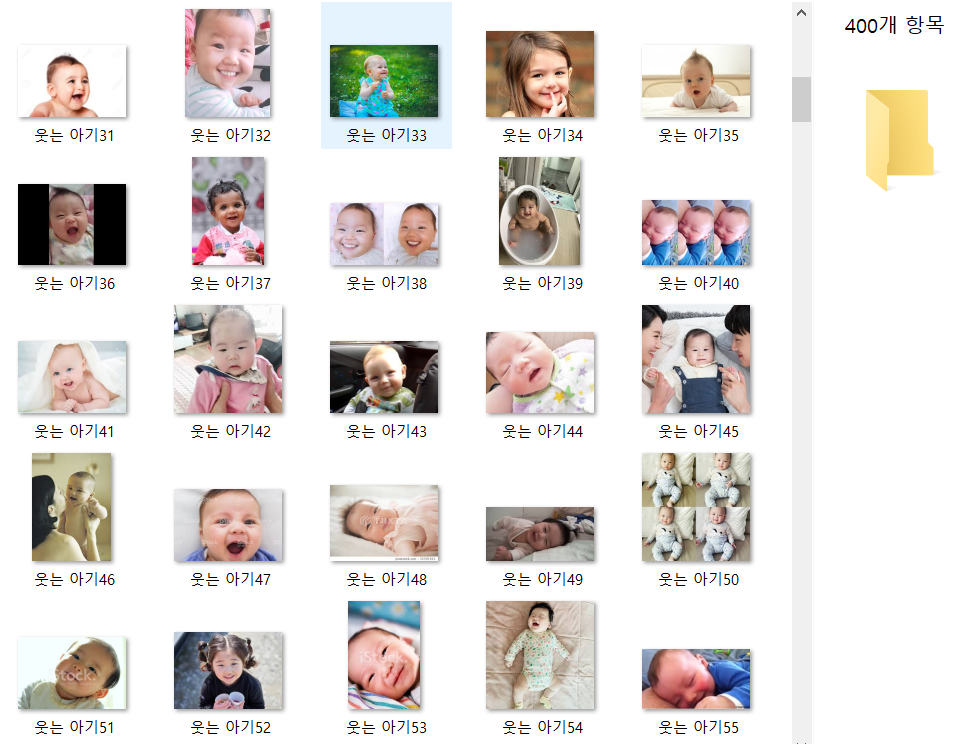 400개 항목
웃는 아기31
웃는 아기32
웃는 아기33
웃는 아기34
웃는 아기35
웃는 아기36
웃는 아기37
웃는 아기38
웃는 아기39
웃는 아기40
웃는 아기41
웃는 아기42
웃는 아기43
웃는 아기44
웃는 아기45
웃는 아기46
웃는 아기47
웃는 아기48
웃는 아기49
웃는 아기50
iStock
웃는 아기51
웃는 아기52
iStock
웃는 아기53
웃는 아기54
웃는 아기55